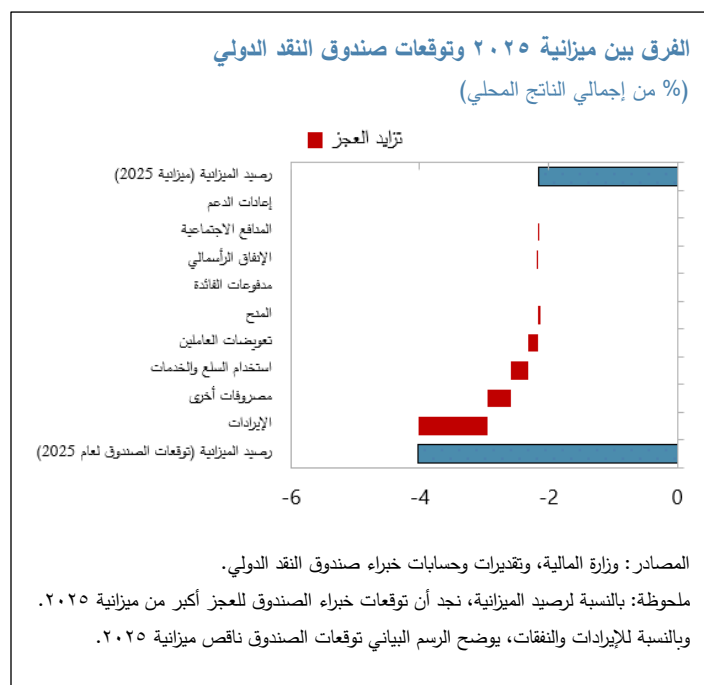 الفرق بين ميزانية ٢٠٢٥ وتوقعات صندوق النقد الدولي
(% من إجمالي الناتج المحلي)
تزايد العجز
رصيد الميزانية (ميزانية 2025)
إعانات الدعم
المنافع الاجتماعية
الإنفاق الرأسمالي
مدفوعات الفائدة
المنح
تعويضات العاملين
استخدام السلع والخدمات
مصروفات أخرى
الإيرادات
رصيد الميزانية (توقعات الصندوق لعام 2025)
-6 -4 -2 0
المصادر: وزارة المالية، وتقديرات وحسابات خبراء صندوق النقد الدولي.
ملحوظة: بالنسبة لرصيد الميزانية، نجد أن توقعات خبراء الصندوق للعجز أكبر من ميزانية ٢٠٢٥.
وبالنسبة للإيرادات والنفقات، يوضح الرسم البياني توقعات الصندوق ناقص ميزانية ٢٠٢٥.